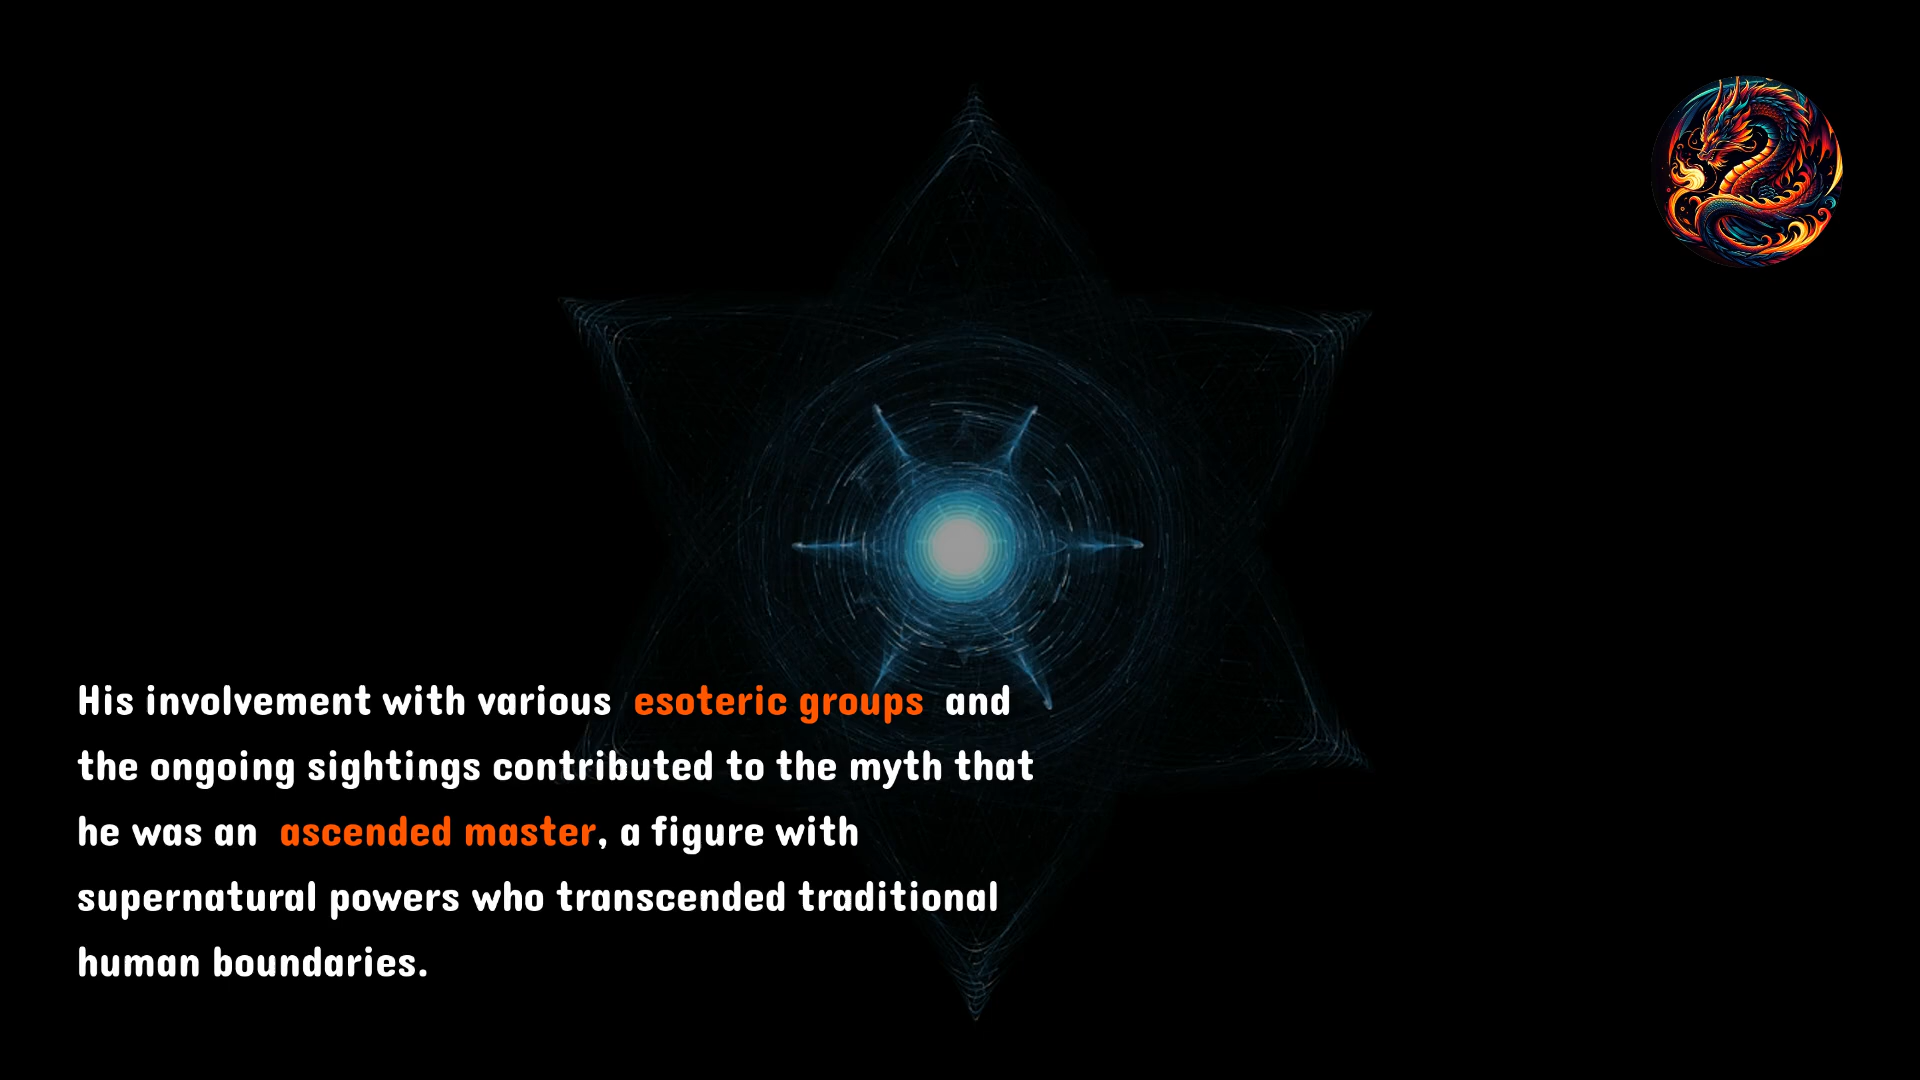 His involvement with various esoteric groups and
the ongoing sightings contributed to the myth that
he was an ascended master, a figure with
supernatural powers who transcended traditional
human boundaries.